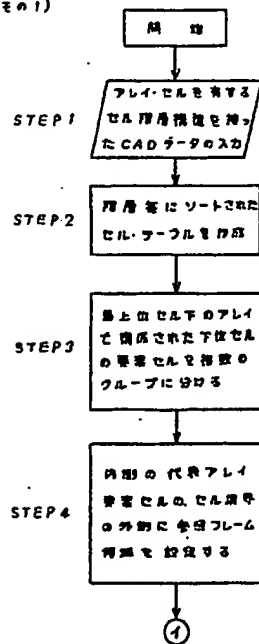 その1)
開始
STEP1
アレイ・セルを有する
セル階層構造を持っ
たCADデータの入力
STEP2
階層毎にソートされた
セル・テーブルを作成
STEP3
最上位セル下のアレイ
で構成された下位セル
の要素セルを複数の
グループに分ける
STEP4
内側の代表アレイ
要素セルの、セル境界
の外側に参照フレーム
領域を設定する
イ